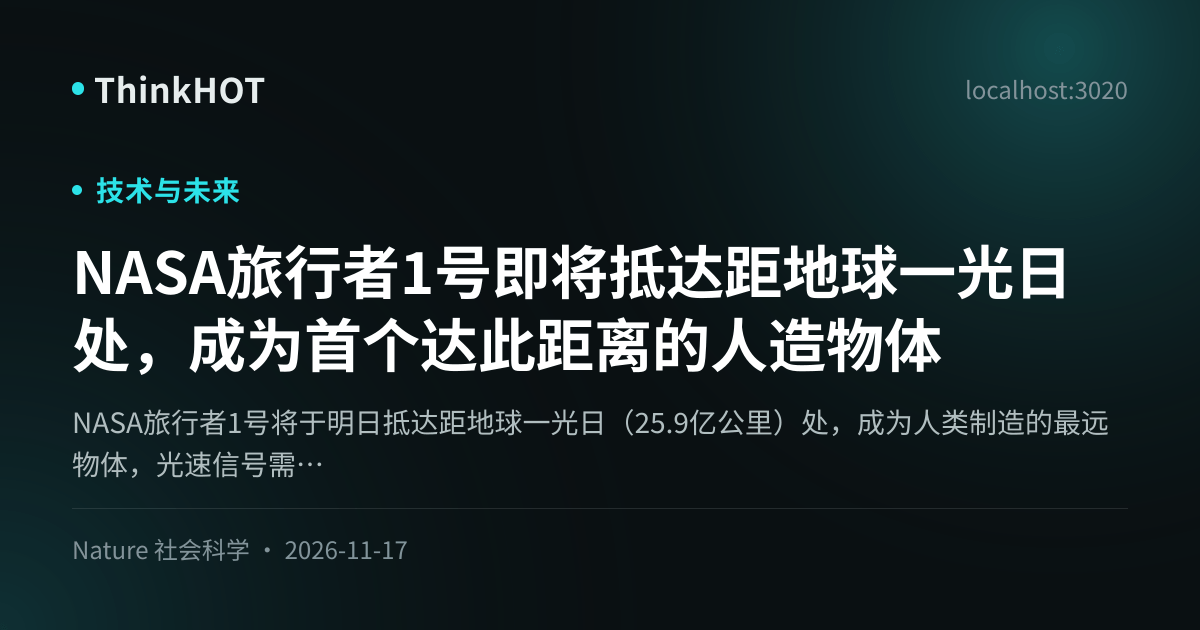 ThinkHOT
localhost:3020
技术与未来
NASA旅行者1号即将抵达距地球一光日
处，成为首个达此距离的人造物体
NASA旅行者1号将于明日抵达距地球一光日（25.9亿公里）处，成为人类制造的最远
物体，光速信号需…
Nature 社会科学 • 2026-11-17